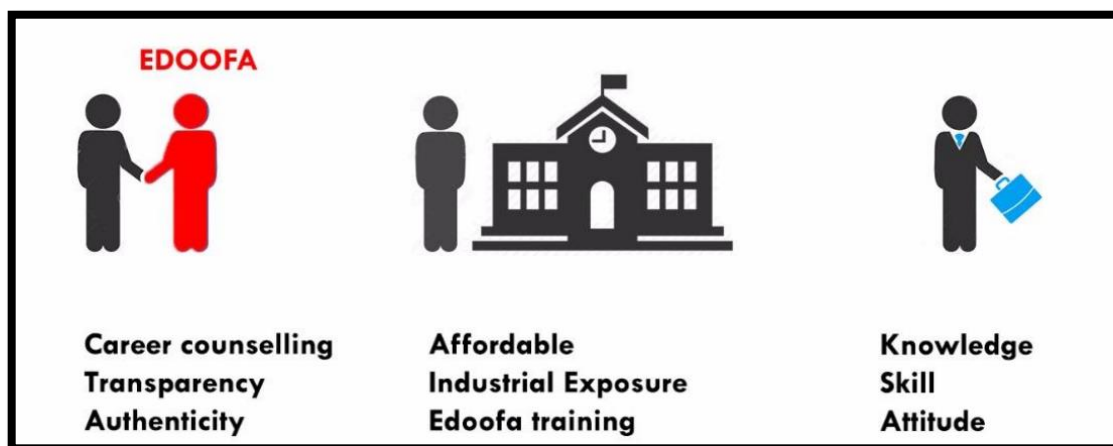 EDOOFA
Career counselling
Transparency
Authenticity
Affordable
Industrial Exposure
Edoofa training
Knowledge
Skill
Attitude